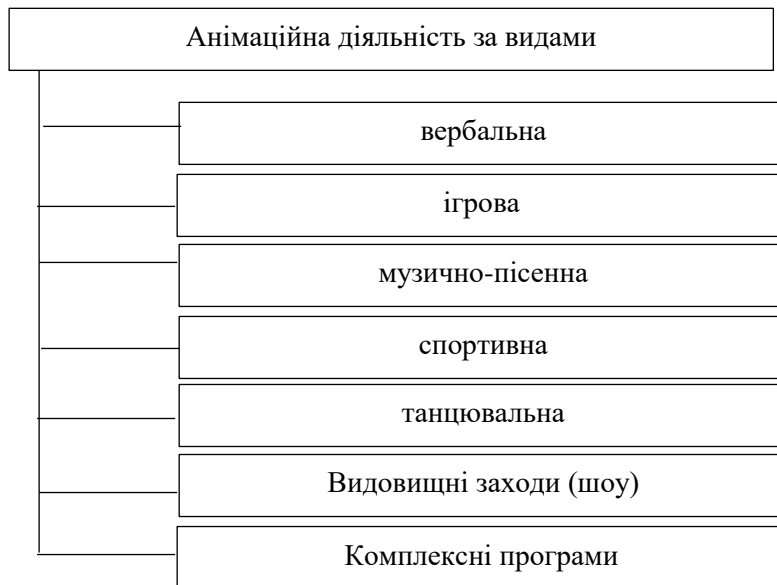 Анімаційна діяльність за видами
вербальна
ігрова
музично-пісенна
спортивна
танцювальна
Видовищні заходи (шоу)
Комплексні програми